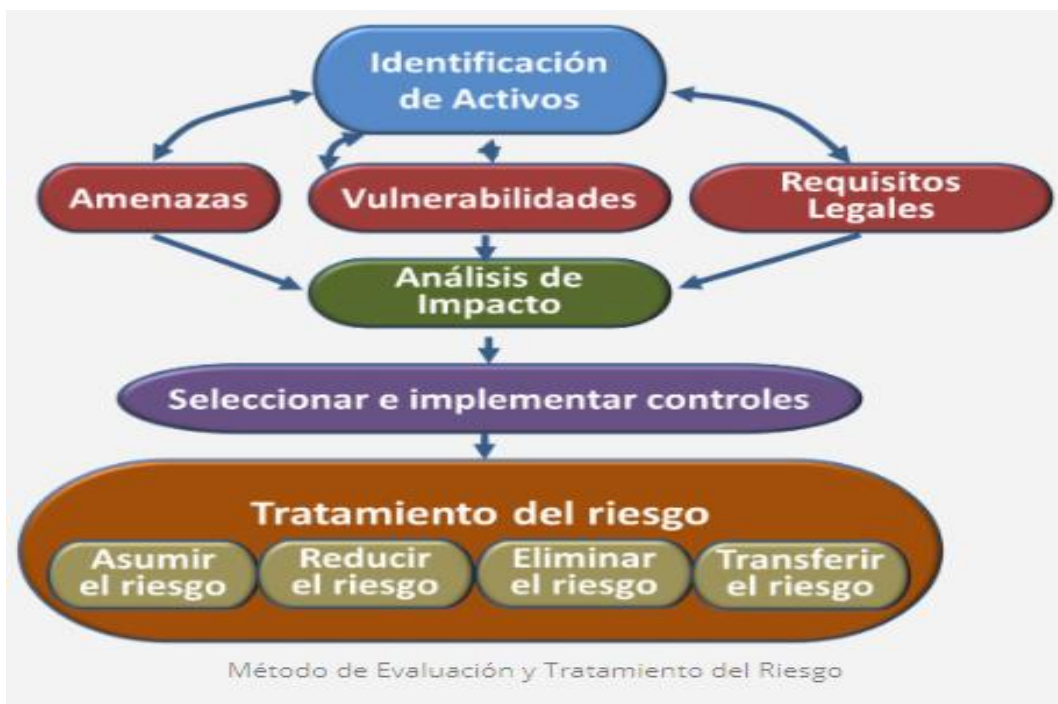 Identificación
de Activos
Amenazas
Vulnerabilidades
Requisitos
Legales
Análisis de
Impacto
Seleccionar e implementar controles
Tratamiento del riesgo
Asumir
el riesgo
Reducir
el riesgo
Eliminar
el riesgo
Transferir
el riesgo
Método de Evaluación y Tratamiento del Riesgo